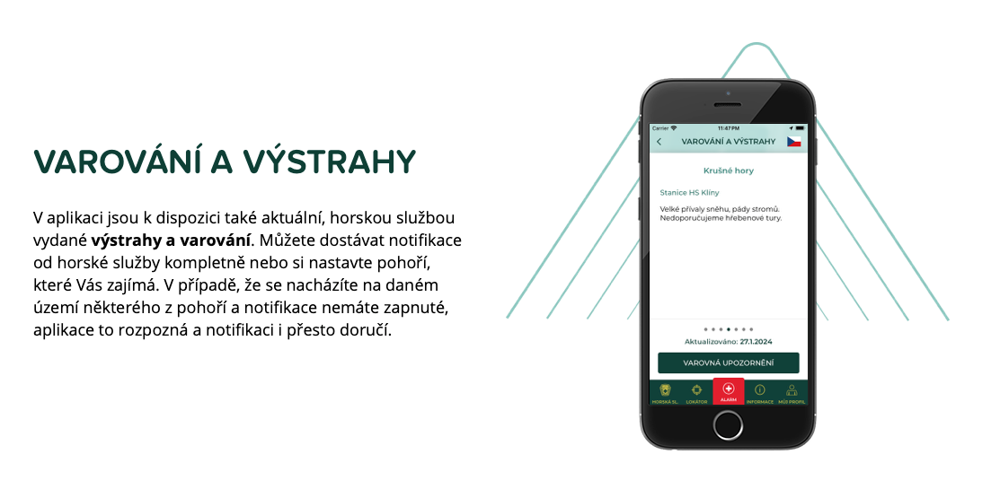 VAROVÁNÍ A VÝSTRAHY
V aplikaci jsou k dispozici také aktuální, horskou službou
vydané výstrahy a varování. Můžete dostávat notifikace
od horské služby kompletně nebo si nastavte pohoří,
které Vás zajímá. V případě, že se nacházíte na daném
území některého z pohoří a notifikace nemáte zapnuté,
aplikace to rozpozná a notifikaci i přesto doručí.
Carrier 11:47 PM
VAROVÁNÍ A VÝSTRAHY
Krušné hory
Stanice HS Klíny
Velké přívaly sněhu, pády stromů.
Nedoporučujeme hřebenové tury.
Aktualizováno: 27.1.2024
VAROVNÁ UPOZORNĚNÍ
HORSKÁ SL. LOKÁTOR ALARM INFORMACE MŮJ PROFIL